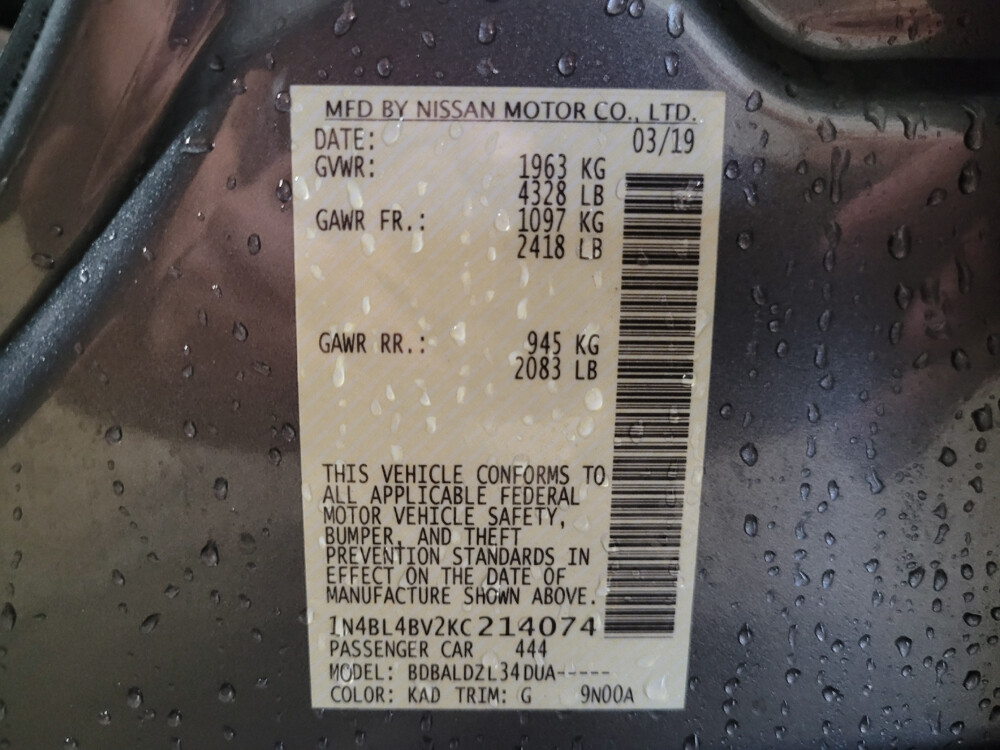 MFD BY NISSAN MOTOR CO., LTD.
DATE: 03/19
GVWR: 1963 KG
4328 LB
GAWR FR.: 1097 KG
2418 LB
GAWR RR.: 945 KG
2083 LB
THIS VEHICLE CONFORMS TO
ALL APPLICABLE FEDERAL
MOTOR VEHICLE SAFETY,
BUMPER, AND THEFT
PREVENTION STANDARDS IN
EFFECT ON THE DATE OF
MANUFACTURE SHOWN ABOVE.
1N4BL4BV2KC214074
PASSENGER CAR 444
MODEL: BDBALDZL34DUA-----
COLOR: KAD TRIM: G 9N00A